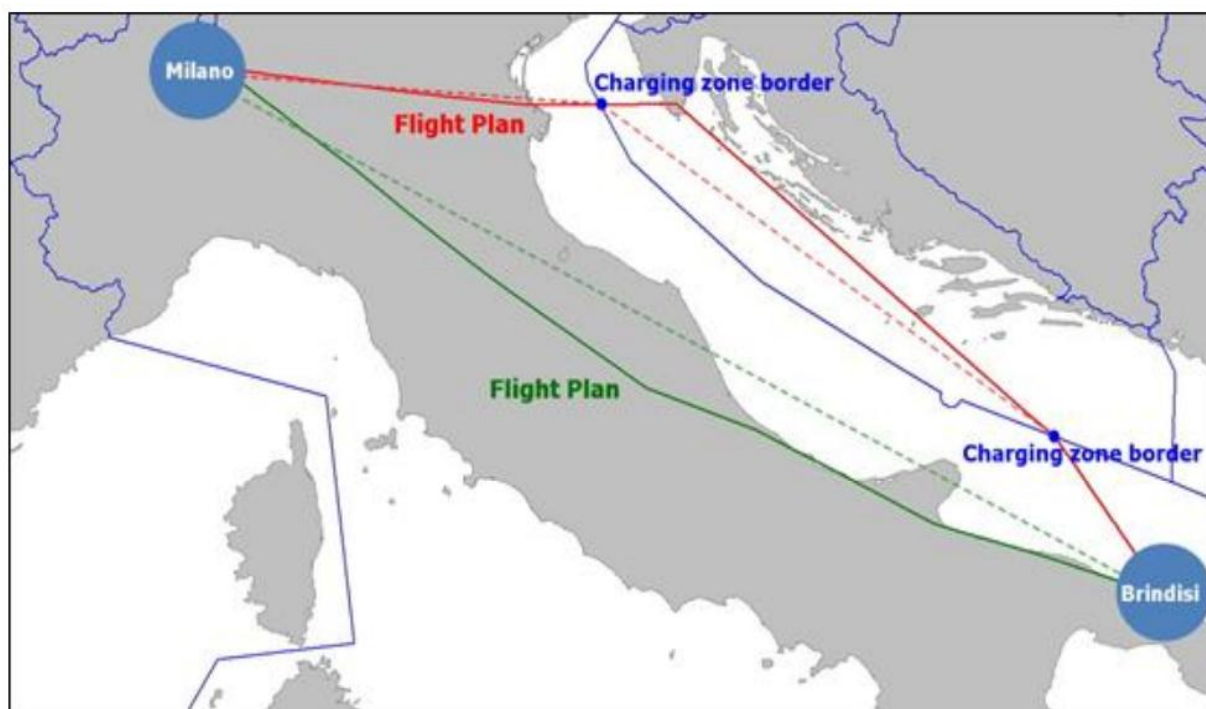 Milano
Charging zone border
Flight Plan
Flight Plan
Charging zone border
Brindisi